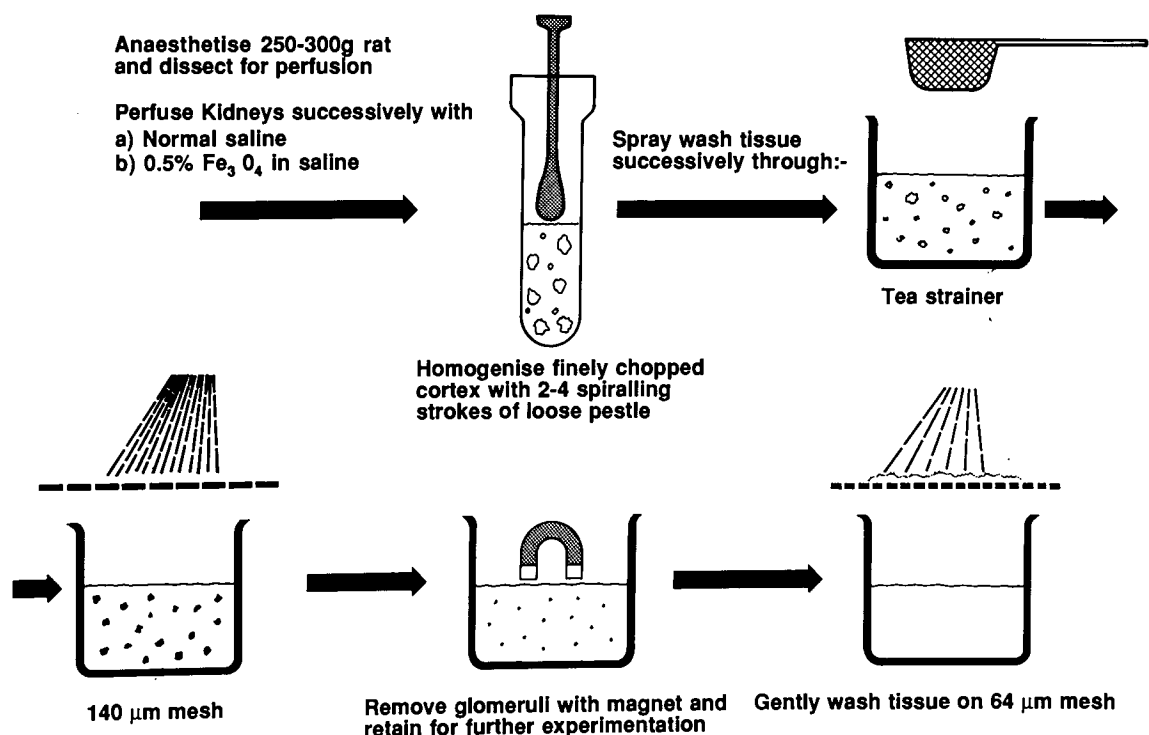 Anaesthetise 250-300g rat
and dissect for perfusion
Perfuse Kidneys successively with
a) Normal saline
b) 0.5% Fe₃ 0₄ in saline
Spray wash tissue
successively through:-
Tea strainer
Homogenise finely chopped
cortex with 2-4 spiralling
strokes of loose pestle
140 µm mesh
Remove glomeruli with magnet and
retain for further experimentation
Gently wash tissue on 64 µm mesh